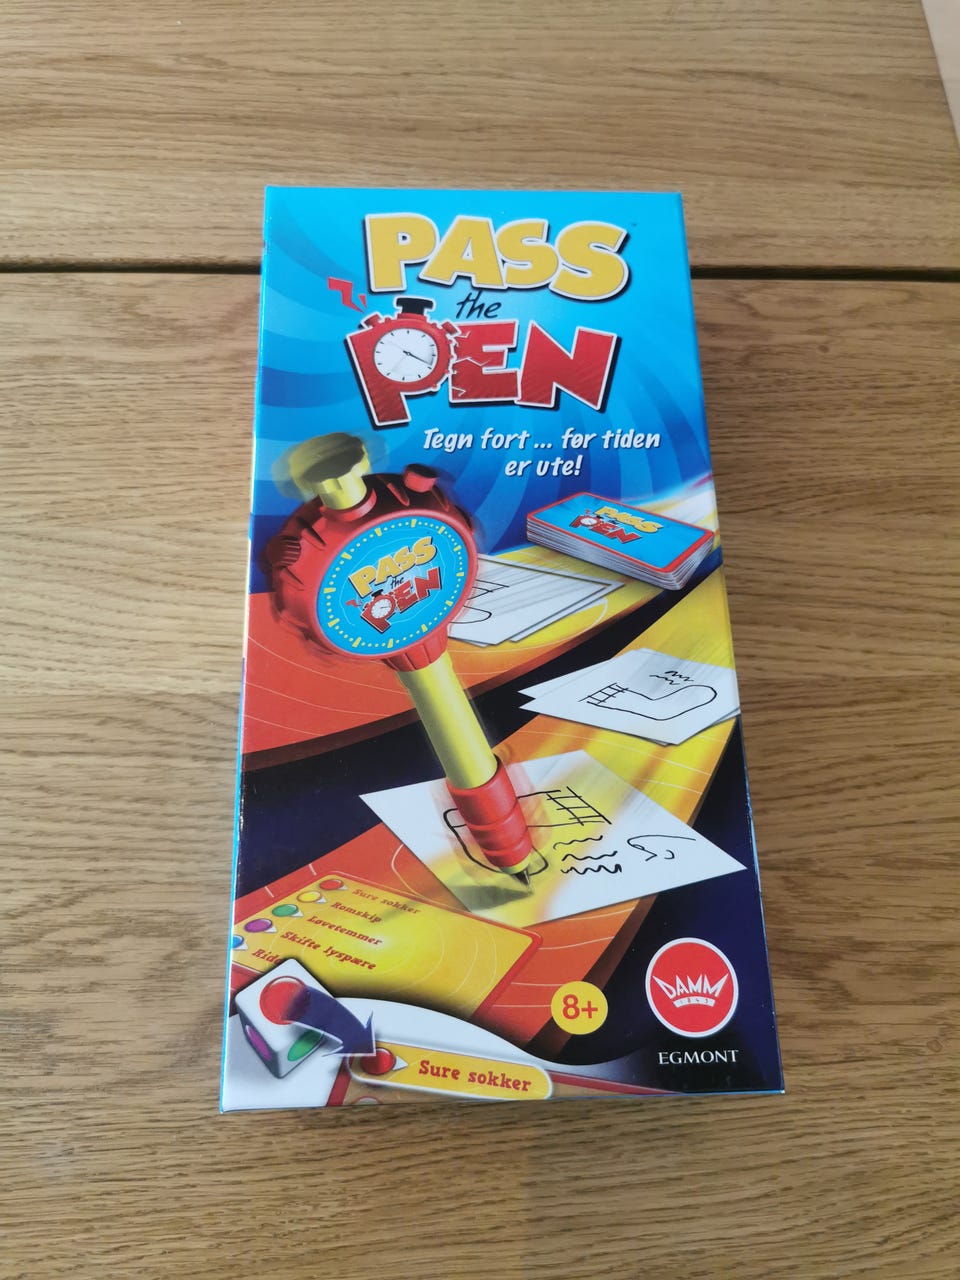 PASS
the
PEN
Tegn fort ... før tiden
er ute!
PASS
the
PEN
PASS
the
PEN
Sure sokker
Romskip
Løvetemmer
Skifte lyspære
8+
DAMM
1843
EGMONT
Sure sokker